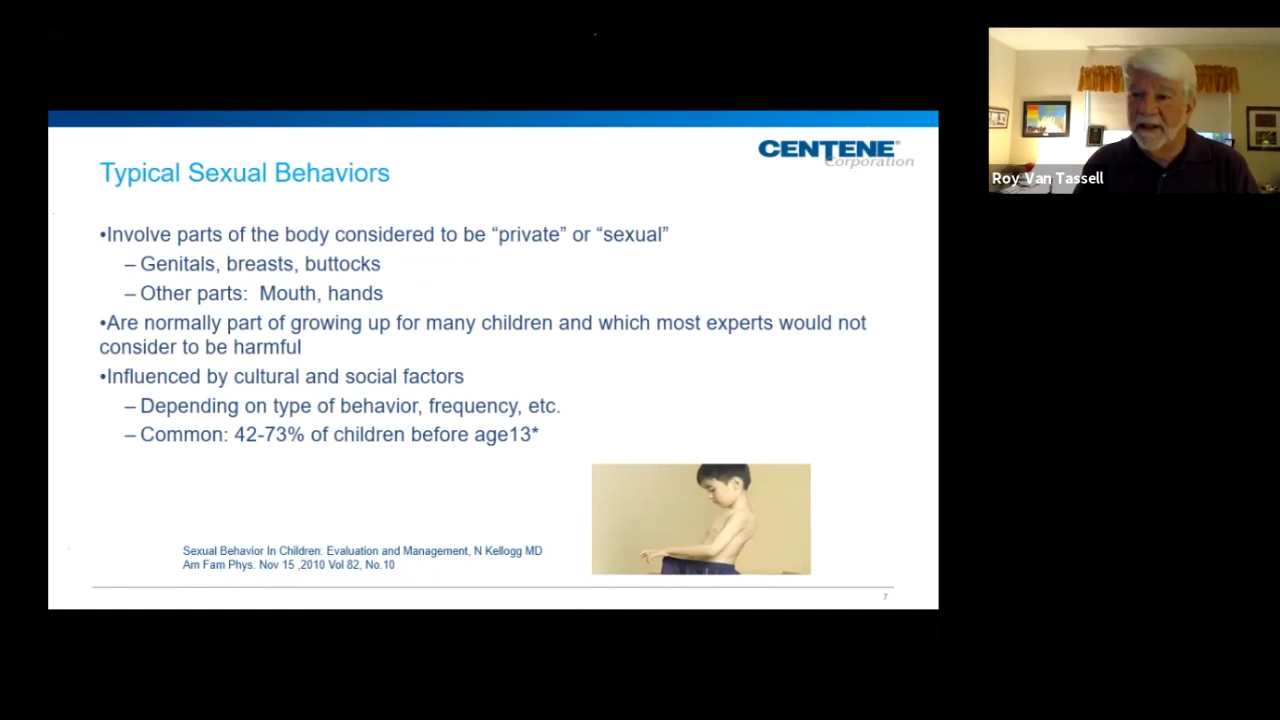 CENTENE®
Corporation
Typical Sexual Behaviors
•Involve parts of the body considered to be “private” or “sexual”
– Genitals, breasts, buttocks
– Other parts:  Mouth, hands
•Are normally part of growing up for many children and which most experts would not
consider to be harmful
•Influenced by cultural and social factors
– Depending on type of behavior, frequency, etc.
– Common: 42-73% of children before age13*
Sexual Behavior In Children: Evaluation and Management, N Kellogg MD
Am Fam Phys. Nov 15 ,2010 Vol 82, No.10
7
Roy Van Tassell